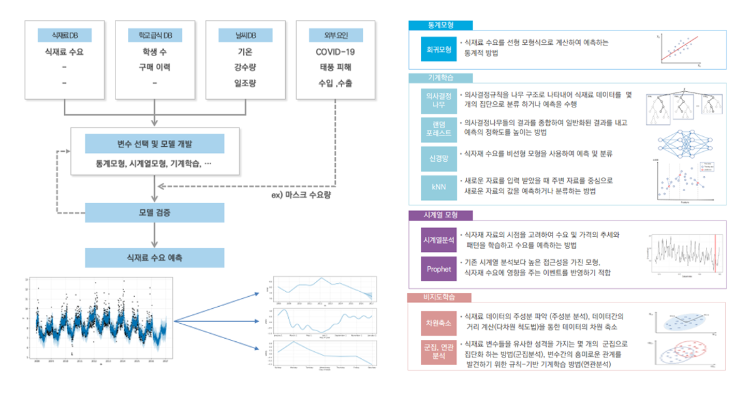 식재료DB
식재료 수요
-
-
학교급식DB
학생 수
구매 이력
-
날씨DB
기온
강수량
일조량
외부요인
COVID-19
태풍 피해
수입 ,수출
변수 선택 및 모델 개발
통계모형, 시계열모형, 기계학습, …
ex) 마스크 수요량
모델 검증
식재료 수요 예측
통계모형
회귀모형
• 식재료 수요를 선형 모형식으로 계산하여 예측하는
통계적 방법
기계학습
의사결정
나무
• 의사결정규칙을 나무 구조로 나타내어 식재료 데이터를 몇
개의 집단으로 분류 하거나 예측을 수행
랜덤
포레스트
• 의사결정나무들의 결과를 종합하여 일반화된 결과를 내고
예측의 정확도를 높이는 방법
신경망
• 식자재 수요를 비선형 모형을 사용하여 예측 및 분류
kNN
• 새로운 자료를 입력 받았을 때 주변 자료를 중심으로
새로운 자료의 값을 예측하거나 분류하는 방법
시계열 모형
시계열분석
• 식자재 자료의 시점을 고려하여 수요 및 가격의 추세와
패턴을 학습하고 수요를 예측하는 방법
Prophet
• 기존 시계열 분석보다 높은 접근성을 가진 모형,
식자재 수요에 영향을 주는 이벤트를 반영하기 적합
비지도학습
차원축소
• 식재료 데이터의 주성분 파악 (주성분 분석), 데이터간의
거리 계산(다차원 척도법)을 통한 데이터의 차원 축소
군집, 연관
분석
• 식재료 변수들을 유사한 성격을 가지는 몇 개의 군집으로
집단화 하는 방법(군집분석), 변수간의 흥미로운 관계를
발견하기 위한 규칙-기반 기계학습 방법(연관분석)